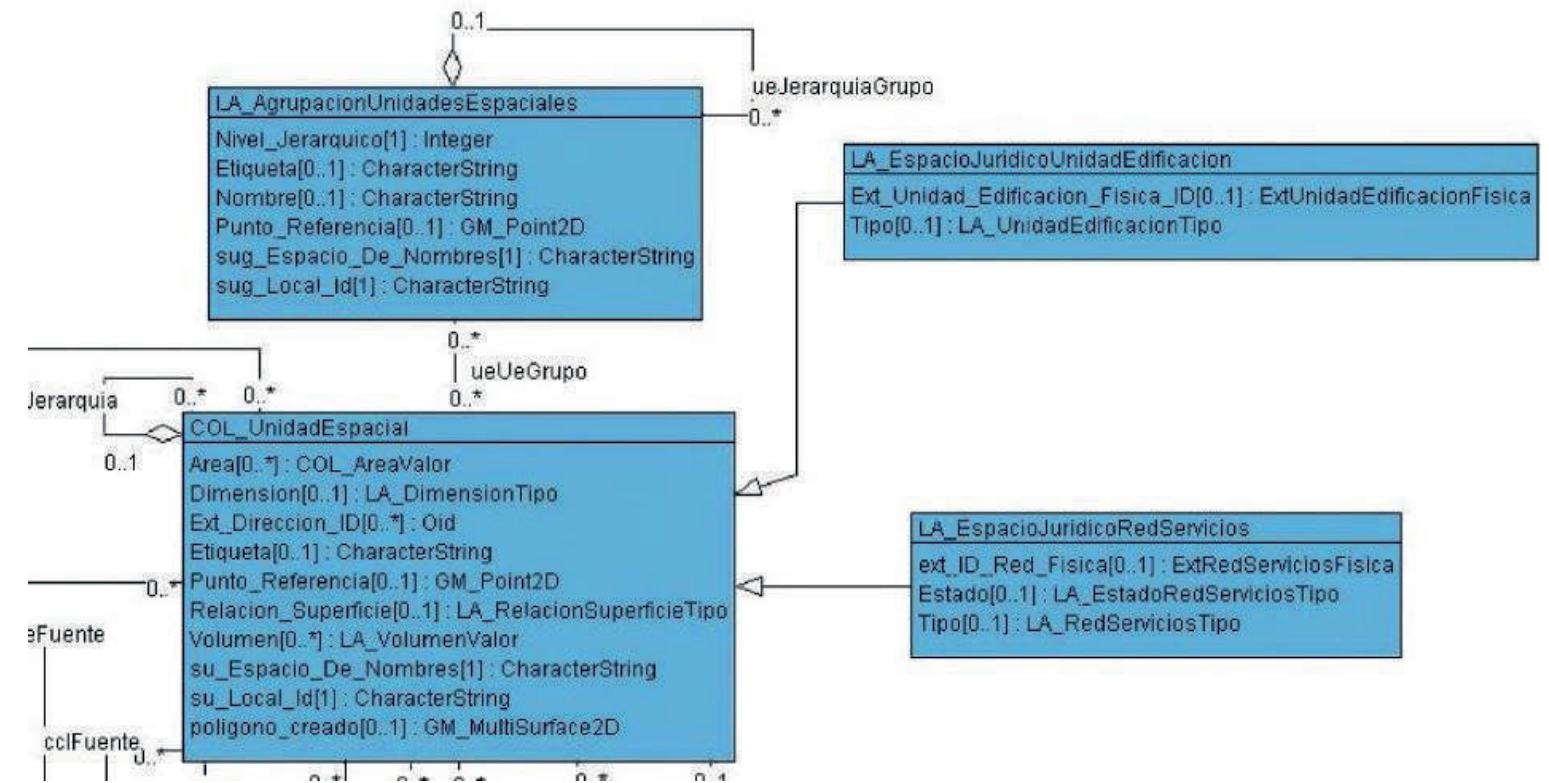 0..1
ueJerarquiaGrupo
0..*
LA_AgrupacionUnidadesEspaciales
Nivel_Jerarquico[1] : Integer
Etiqueta[0..1] : CharacterString
Nombre[0..1] : CharacterString
Punto_Referencia[0..1] : GM_Point2D
sug_Espacio_De_Nombres[1] : CharacterString
sug_Local_Id[1] : CharacterString
LA_EspacioJuridicoUnidadEdificacion
Ext_Unidad_Edificacion_Fisica_ID[0..1] : ExtUnidadEdificacionFisica
Tipo[0..1] : LA_UnidadEdificacionTipo
0..*
ueUeGrupo
0..*
Jerarquia
0..*
0..*
0..1
COL_UnidadEspacial
Area[0..*] : COL_AreaValor
Dimension[0..1] : LA_DimensionTipo
Ext_Direccion_ID[0..*] : Oid
Etiqueta[0..1] : CharacterString
Punto_Referencia[0..1] : GM_Point2D
Relacion_Superficie[0..1] : LA_RelacionSuperficieTipo
Volumen[0..*] : LA_VolumenValor
su_Espacio_De_Nombres[1] : CharacterString
su_Local_Id[1] : CharacterString
poligono_creado[0..1] : GM_MultiSurface2D
LA_EspacioJuridicoRedServicios
ext_ID_Red_Fisica[0..1] : ExtRedServiciosFisica
Estado[0..1] : LA_EstadoRedServiciosTipo
Tipo[0..1] : LA_RedServiciosTipo
0..*
eFuente
cclFuente
0..*